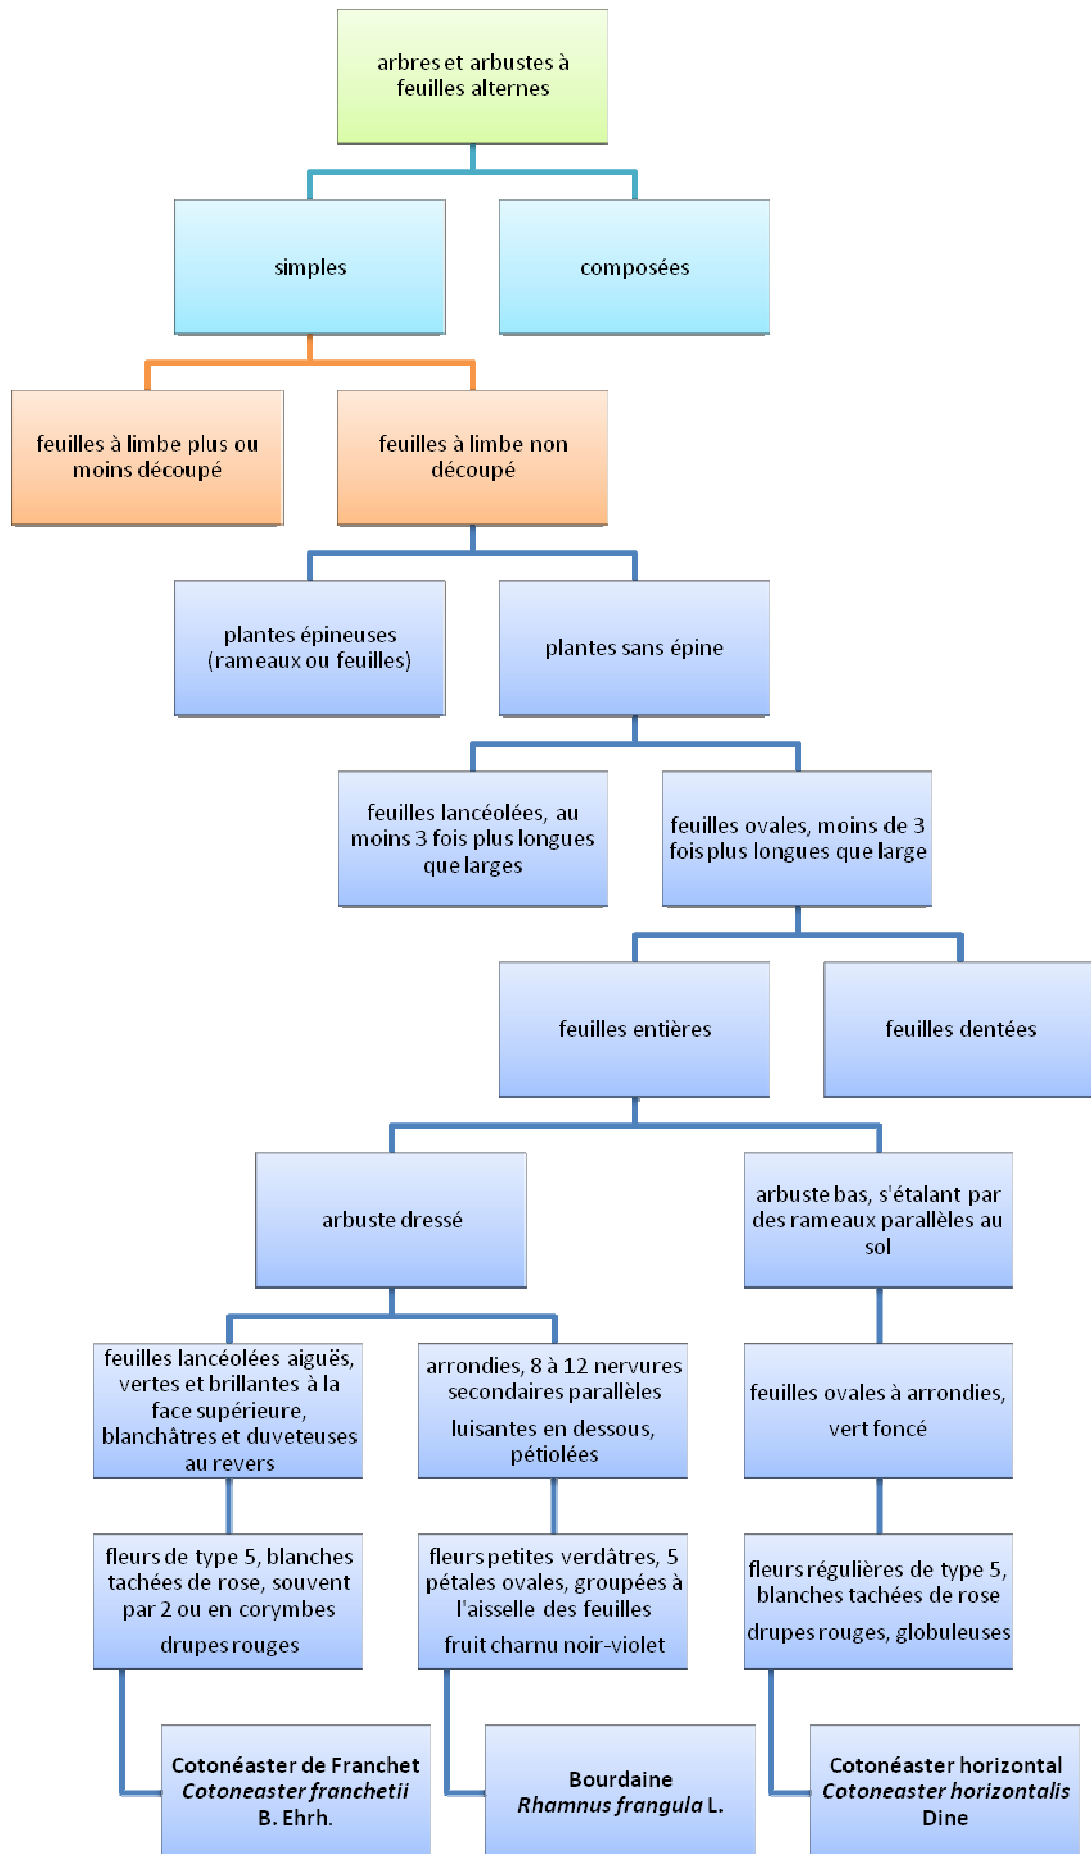 arbres et arbustes à
feuilles alternes
simples
composées
feuilles à limbe plus ou
moins découpé
feuilles à limbe non
découpé
plantes épineuses
(rameaux ou feuilles)
plantes sans épine
feuilles lancéolées, au
moins 3 fois plus longues
que larges
feuilles ovales, moins de 3
fois plus longues que large
feuilles entières
feuilles dentées
arbuste dressé
arbuste bas, s'étalant par
des rameaux parallèles au
sol
feuilles lancéolées aiguës,
vertes et brillantes à la
face supérieure,
blanchâtres et duveteuses
au revers
arrondies, 8 à 12 nervures
secondaires parallèles
luisantes en dessous,
pétiolées
feuilles ovales à arrondies,
vert foncé
fleurs de type 5, blanches
tachées de rose, souvent
par 2 ou en corymbes
drupes rouges
fleurs petites verdâtres, 5
pétales ovales, groupées à
l'aisselle des feuilles
fruit charnu noir-violet
fleurs régulières de type 5,
blanches tachées de rose
drupes rouges, globuleuses
Cotonéaster de Franchet
Cotoneaster franchetii
B. Ehrh.
Bourdaine
Rhamnus frangula L.
Cotonéaster horizontal
Cotoneaster horizontalis
Dine